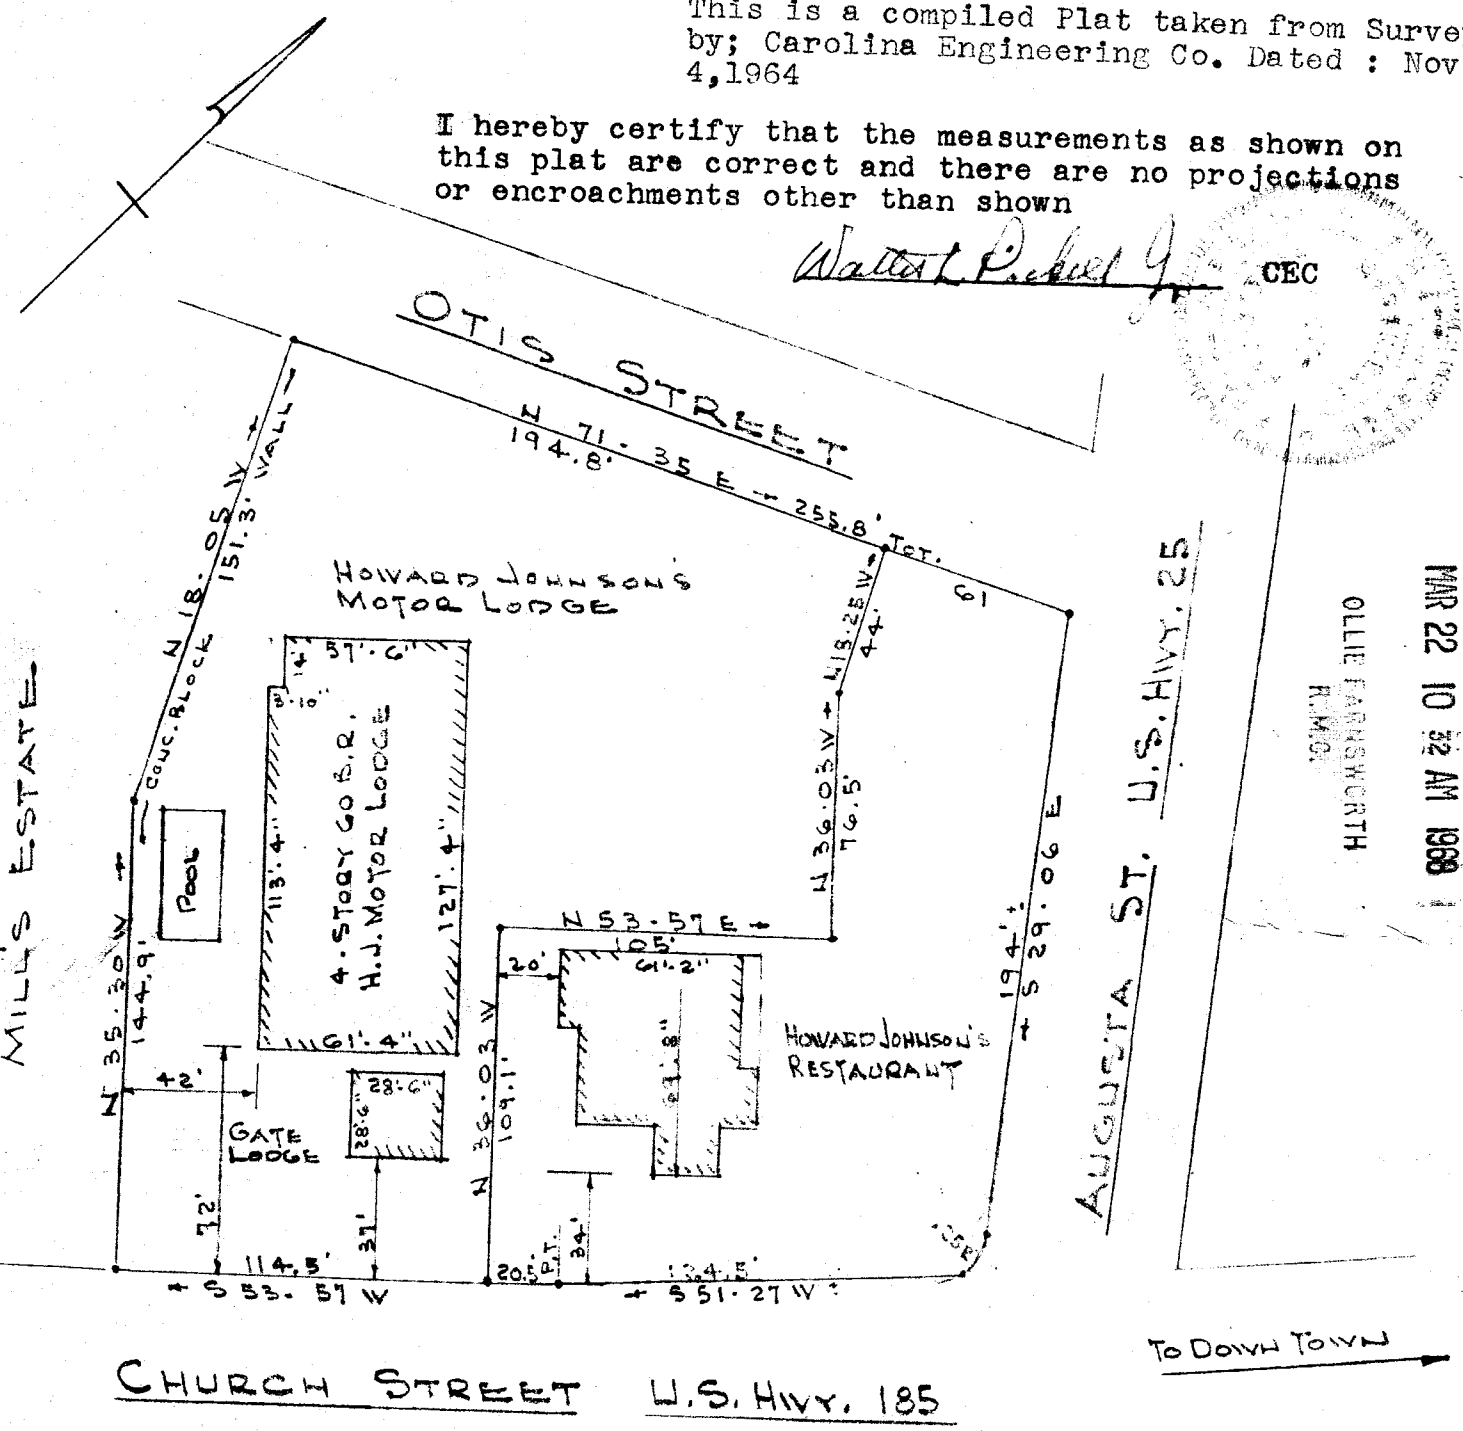 This is a compiled Plat taken from Surve
by; Carolina Engineering Co. Dated : Nov
4,1964
I hereby certify that the measurements as shown on
this plat are correct and there are no projections
or encroachments other than shown
CEC
OTIS STREET
N 71-35 E → 255.8' TOT.
194.8'
61
N 18-05 W →
151.3'
CONC. BLOCK WALL
HOWARD JOHNSON'S
MOTOR LODGE
57'-6"
14'
3'-10"
4-STORY 60 B.R.
H.J. MOTOR LODGE
113'-4"
127'-4"
61'-4"
POOL
MILL'S ESTATE
N 35-30 W →
144.9'
42'
GATE
LODGE
28'-6"
28'-6"
72'
37'
N 18-25 W →
44'
N 36-03 W →
76.5'
N 53-57 E →
105'
20'
61'-2"
N 36-03 W
109.1'
HOWARD JOHNSON'S
RESTAURANT
34'
194'±
← S 29-06 E
AUGUSTA ST. U.S. HWY. 25
MAR 22 10 32 AM 1968
OLLIE FARNSWORTH
R.M.C.
114.5'
← S 53-57 W
20.5'
P.T.
134.5'
← S 51-27 W ±
TO DOWN TOWN
CHURCH STREET U.S. HWY. 185